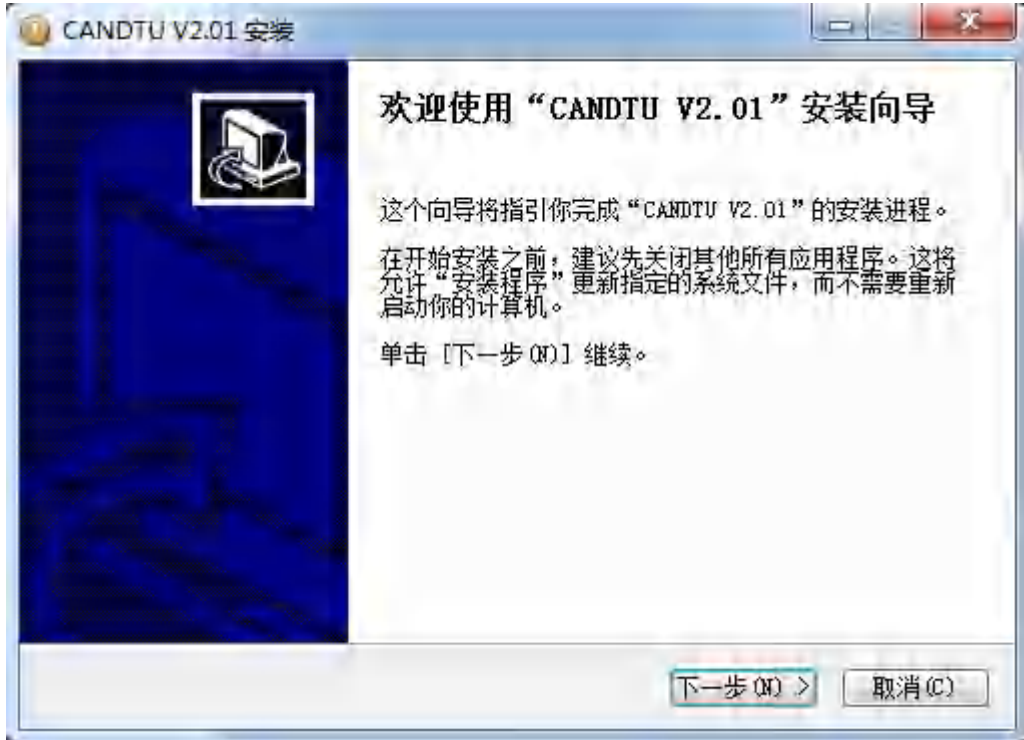 CANDTU V2.01 安装
欢迎使用“CANDTU V2.01”安装向导
这个向导将指引你完成“CANDTU V2.01”的安装进程。
在开始安装之前，建议先关闭其他所有应用程序。这将
允许“安装程序”更新指定的系统文件，而不需要重新
启动你的计算机。
单击 [下一步(N)] 继续。
下一步(N) >
取消(C)